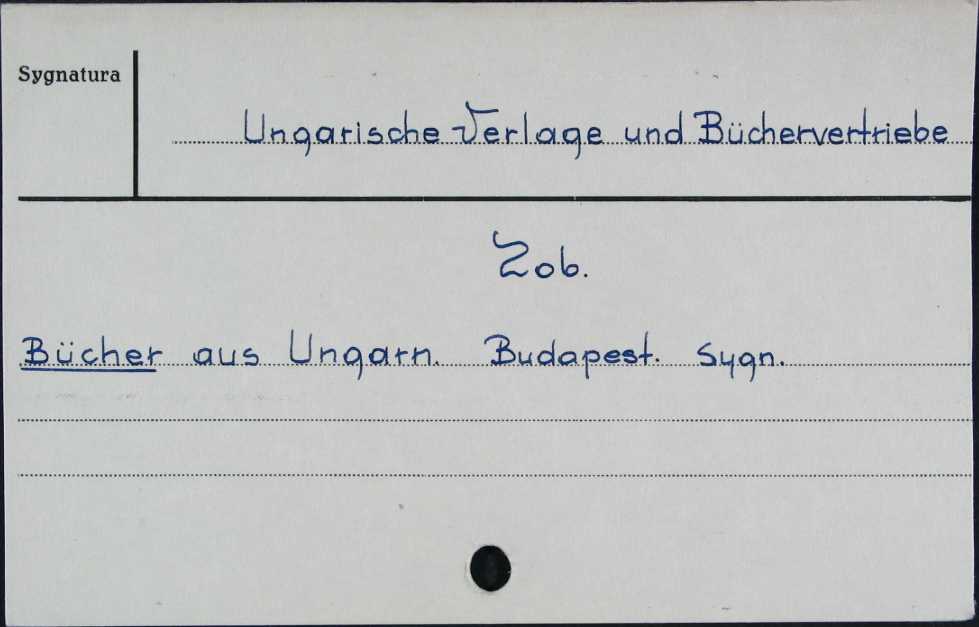 Sygnatura
Ungarische Verlage und Büchervertriebe
Zob.
Bücher aus Ungarn. Budapest. Sygn.